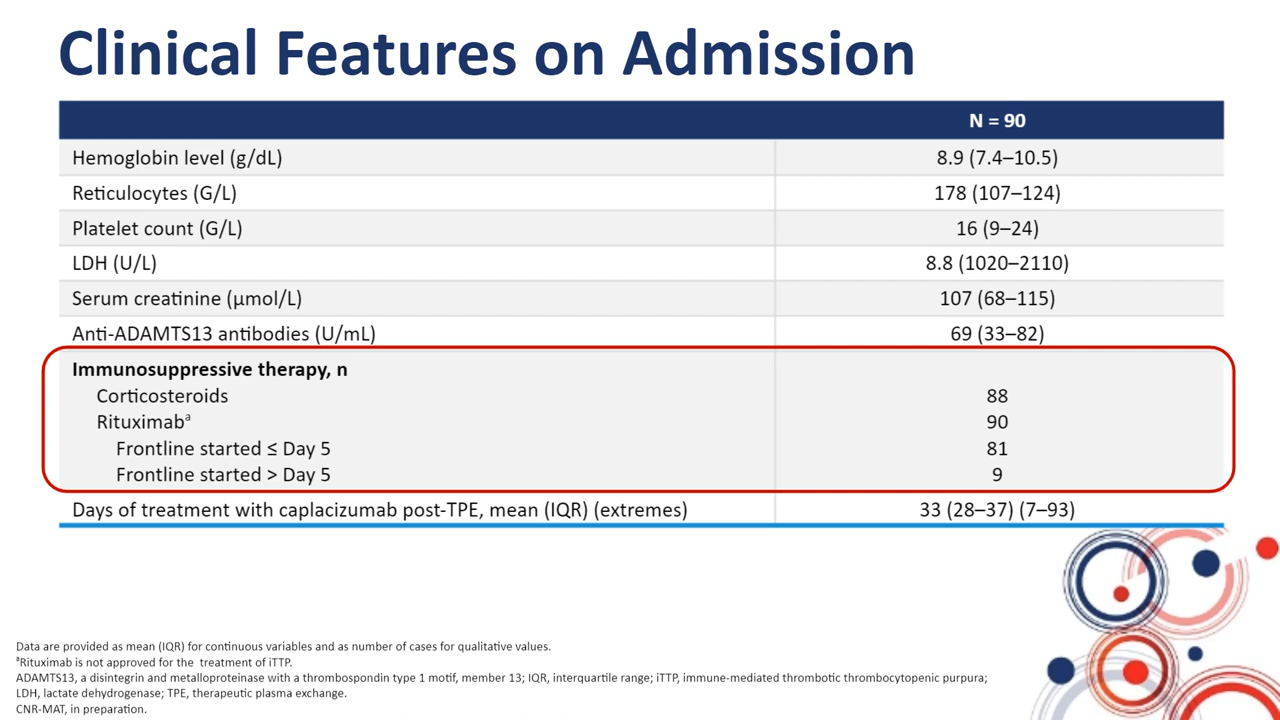 Clinical Features on Admission
N = 90
Hemoglobin level (g/dL) 8.9 (7.4–10.5)
Reticulocytes (G/L) 178 (107–124)
Platelet count (G/L) 16 (9–24)
LDH (U/L) 8.8 (1020–2110)
Serum creatinine (µmol/L) 107 (68–115)
Anti-ADAMTS13 antibodies (U/mL) 69 (33–82)
Immunosuppressive therapy, n
Corticosteroids 88
Rituximabᵃ 90
Frontline started ≤ Day 5 81
Frontline started > Day 5 9
Days of treatment with caplacizumab post-TPE, mean (IQR) (extremes) 33 (28–37) (7–93)
Data are provided as mean (IQR) for continuous variables and as number of cases for qualitative values.
ᵃRituximab is not approved for the treatment of iTTP.
ADAMTS13, a disintegrin and metalloproteinase with a thrombospondin type 1 motif, member 13; IQR, interquartile range; iTTP, immune-mediated thrombotic thrombocytopenic purpura;
LDH, lactate dehydrogenase; TPE, therapeutic plasma exchange.
CNR-MAT, in preparation.